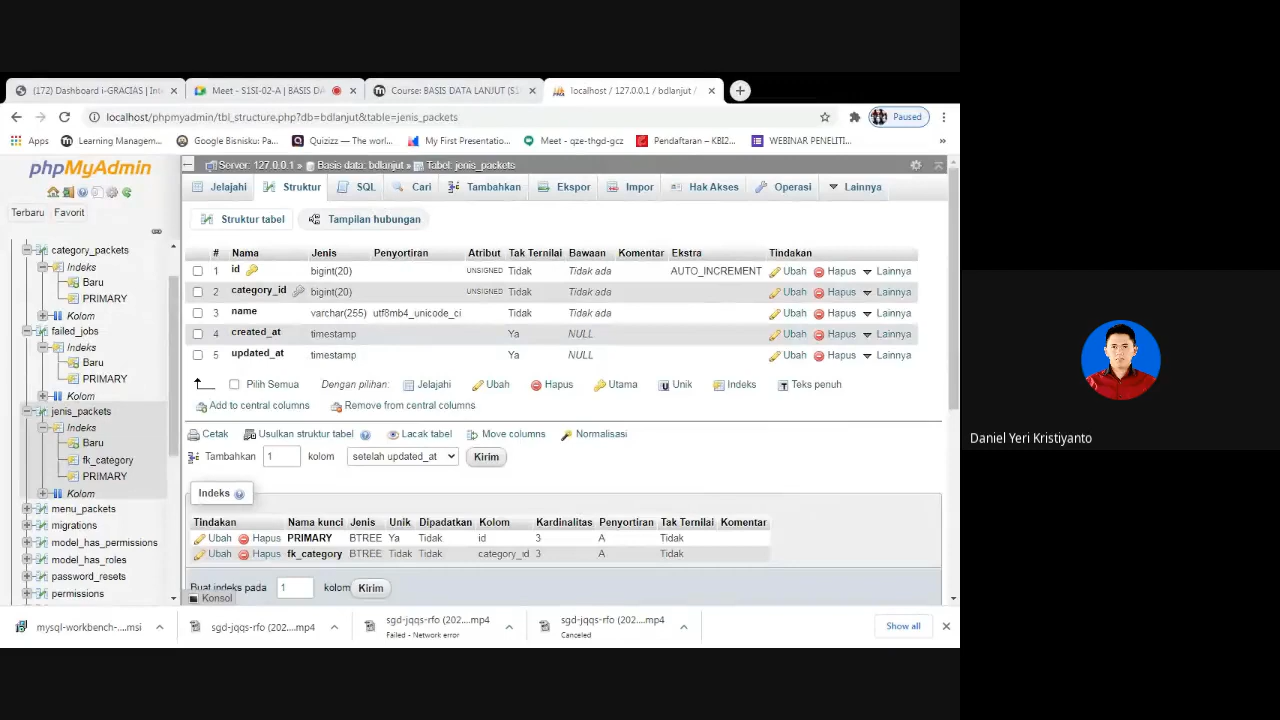 (172) Dashboard i-GRACIAS | Int
Meet - S1SI-02-A | BASIS DA
Course: BASIS DATA LANJUT (S1
localhost / 127.0.0.1 / bdlanjut /
localhost/phpmyadmin/tbl_structure.php?db=bdlanjut&table=jenis_packets
Paused
Apps
Learning Managem...
Google Bisnisku: Pa...
Quizizz — The worl...
My First Presentatio...
Meet - qze-thgd-gcz
Pendaftaran – KBI2...
WEBINAR PENELITI...
»
phpMyAdmin
Terbaru Favorit
category_packets
Indeks
Baru
PRIMARY
Kolom
failed_jobs
Indeks
Baru
PRIMARY
Kolom
jenis_packets
Indeks
Baru
fk_category
PRIMARY
Kolom
menu_packets
migrations
model_has_permissions
model_has_roles
password_resets
permissions
Server: 127.0.0.1 » Basis data: bdlanjut » Tabel: jenis_packets
Jelajahi Struktur SQL Cari Tambahkan Ekspor Impor Hak Akses Operasi Lainnya
Struktur tabel Tampilan hubungan
# Nama Jenis Penyortiran Atribut Tak Ternilai Bawaan Komentar Ekstra Tindakan
1 id bigint(20) UNSIGNED Tidak Tidak ada AUTO_INCREMENT Ubah Hapus Lainnya
2 category_id bigint(20) UNSIGNED Tidak Tidak ada Ubah Hapus Lainnya
3 name varchar(255) utf8mb4_unicode_ci Tidak Tidak ada Ubah Hapus Lainnya
4 created_at timestamp Ya NULL Ubah Hapus Lainnya
5 updated_at timestamp Ya NULL Ubah Hapus Lainnya
Pilih Semua Dengan pilihan: Jelajahi Ubah Hapus Utama Unik Indeks Teks penuh
Add to central columns Remove from central columns
Cetak Usulkan struktur tabel Lacak tabel Move columns Normalisasi
Tambahkan 1 kolom setelah updated_at Kirim
Indeks
Tindakan Nama kunci Jenis Unik Dipadatkan Kolom Kardinalitas Penyortiran Tak Ternilai Komentar
Ubah Hapus PRIMARY BTREE Ya Tidak id 3 A Tidak
Ubah Hapus fk_category BTREE Tidak Tidak category_id 3 A Tidak
Buat indeks pada 1 kolom Kirim
Konsol
mysql-workbench-....msi
sgd-jqqs-rfo (202....mp4
sgd-jqqs-rfo (202....mp4
Failed - Network error
sgd-jqqs-rfo (202....mp4
Canceled
Show all
Daniel Yeri Kristiyanto